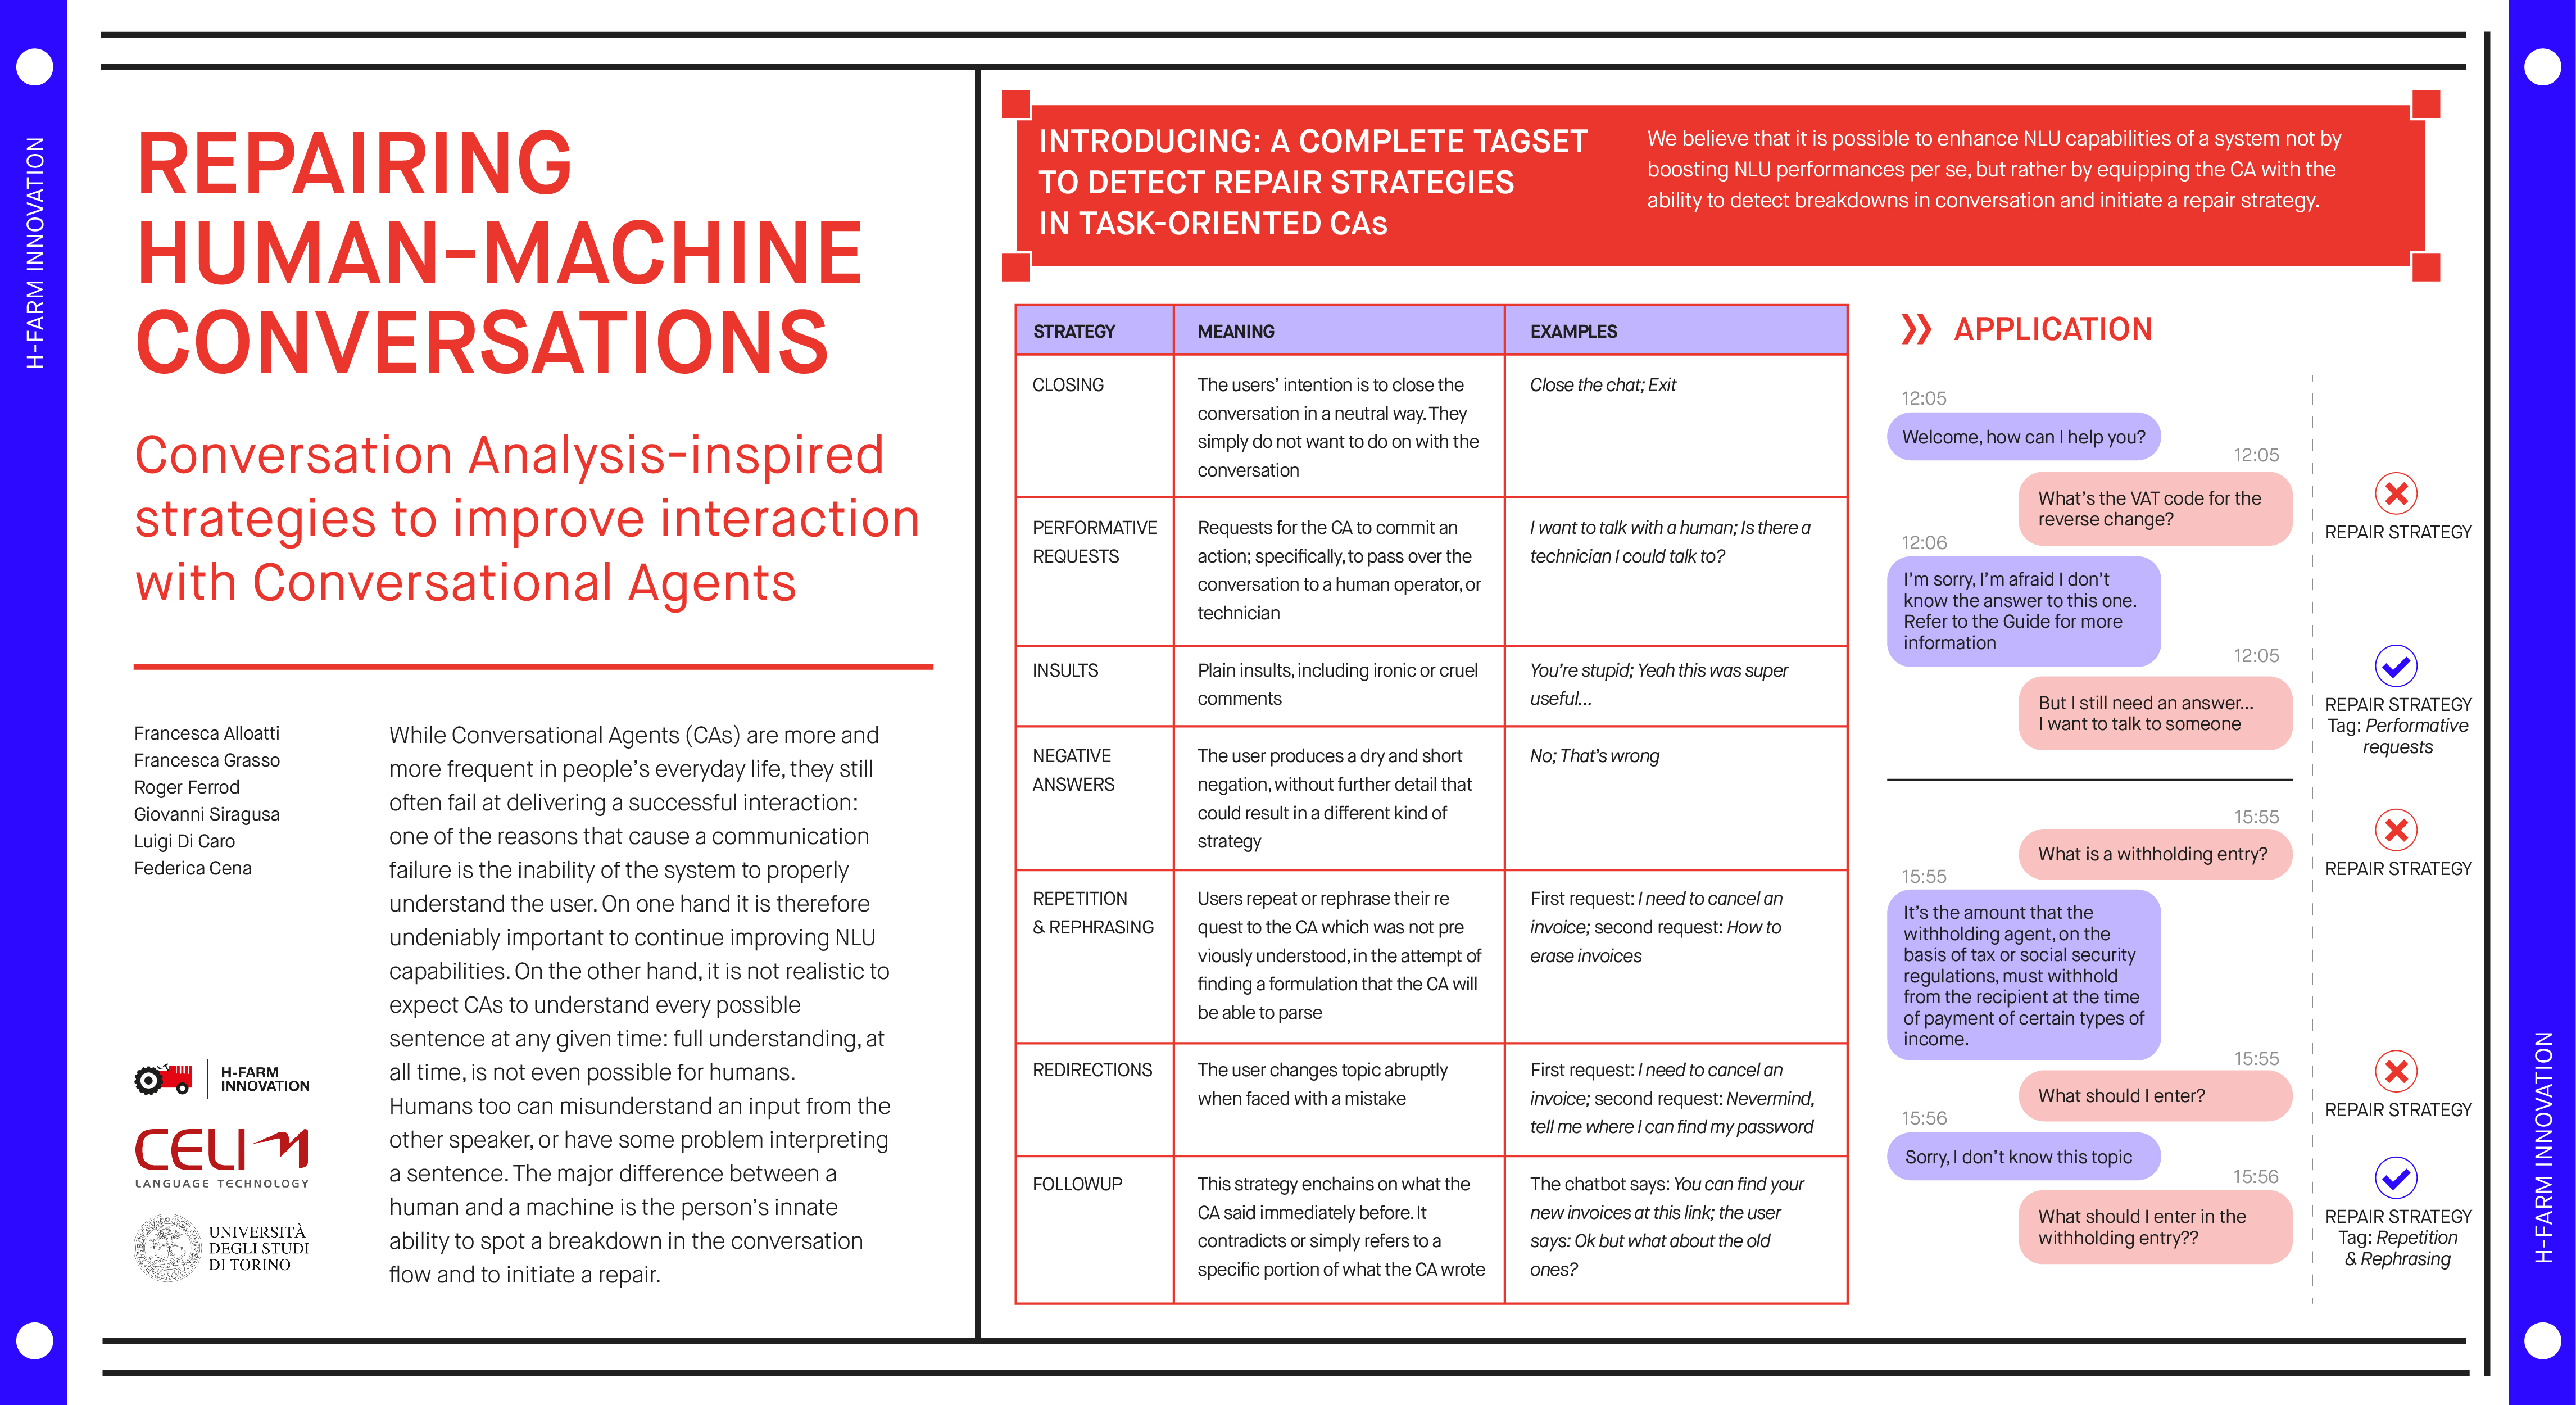 H-FARM INNOVATION
REPAIRING
HUMAN-MACHINE
CONVERSATIONS
Conversation Analysis-inspired
strategies to improve interaction
with Conversational Agents
Francesca Alloatti
Francesca Grasso
Roger Ferrod
Giovanni Siragusa
Luigi Di Caro
Federica Cena
H-FARM
INNOVATION
CELI
LANGUAGE TECHNOLOGY
UNIVERSITÀ
DEGLI STUDI
DI TORINO
While Conversational Agents (CAs) are more and
more frequent in people's everyday life, they still
often fail at delivering a successful interaction:
one of the reasons that cause a communication
failure is the inability of the system to properly
understand the user. On one hand it is therefore
undeniably important to continue improving NLU
capabilities. On the other hand, it is not realistic to
expect CAs to understand every possible
sentence at any given time: full understanding, at
all time, is not even possible for humans.
Humans too can misunderstand an input from the
other speaker, or have some problem interpreting
a sentence. The major difference between a
human and a machine is the person's innate
ability to spot a breakdown in the conversation
flow and to initiate a repair.
INTRODUCING: A COMPLETE TAGSET
TO DETECT REPAIR STRATEGIES
IN TASK-ORIENTED CAs
We believe that it is possible to enhance NLU capabilities of a system not by
boosting NLU performances per se, but rather by equipping the CA with the
ability to detect breakdowns in conversation and initiate a repair strategy.
STRATEGY
MEANING
EXAMPLES
CLOSING
The users' intention is to close the
conversation in a neutral way. They
simply do not want to do on with the
conversation
Close the chat; Exit
PERFORMATIVE
REQUESTS
Requests for the CA to commit an
action; specifically, to pass over the
conversation to a human operator, or
technician
I want to talk with a human; Is there a
technician I could talk to?
INSULTS
Plain insults, including ironic or cruel
comments
You're stupid; Yeah this was super
useful...
NEGATIVE
ANSWERS
The user produces a dry and short
negation, without further detail that
could result in a different kind of
strategy
No; That's wrong
REPETITION
& REPHRASING
Users repeat or rephrase their re
quest to the CA which was not pre
viously understood, in the attempt of
finding a formulation that the CA will
be able to parse
First request: I need to cancel an
invoice; second request: How to
erase invoices
REDIRECTIONS
The user changes topic abruptly
when faced with a mistake
First request: I need to cancel an
invoice; second request: Nevermind,
tell me where I can find my password
FOLLOWUP
This strategy enchains on what the
CA said immediately before. It
contradicts or simply refers to a
specific portion of what the CA wrote
The chatbot says: You can find your
new invoices at this link; the user
says: Ok but what about the old
ones?
APPLICATION
12:05
Welcome, how can I help you?
12:05
What's the VAT code for the
reverse change?
REPAIR STRATEGY
12:06
I'm sorry, I'm afraid I don't
know the answer to this one.
Refer to the Guide for more
information
12:05
But I still need an answer...
I want to talk to someone
REPAIR STRATEGY
Tag: Performative
requests
15:55
What is a withholding entry?
REPAIR STRATEGY
15:55
It's the amount that the
withholding agent, on the
basis of tax or social security
regulations, must withhold
from the recipient at the time
of payment of certain types of
income.
15:55
What should I enter?
REPAIR STRATEGY
15:56
Sorry, I don't know this topic
15:56
What should I enter in the
withholding entry??
REPAIR STRATEGY
Tag: Repetition
& Rephrasing
H-FARM INNOVATION